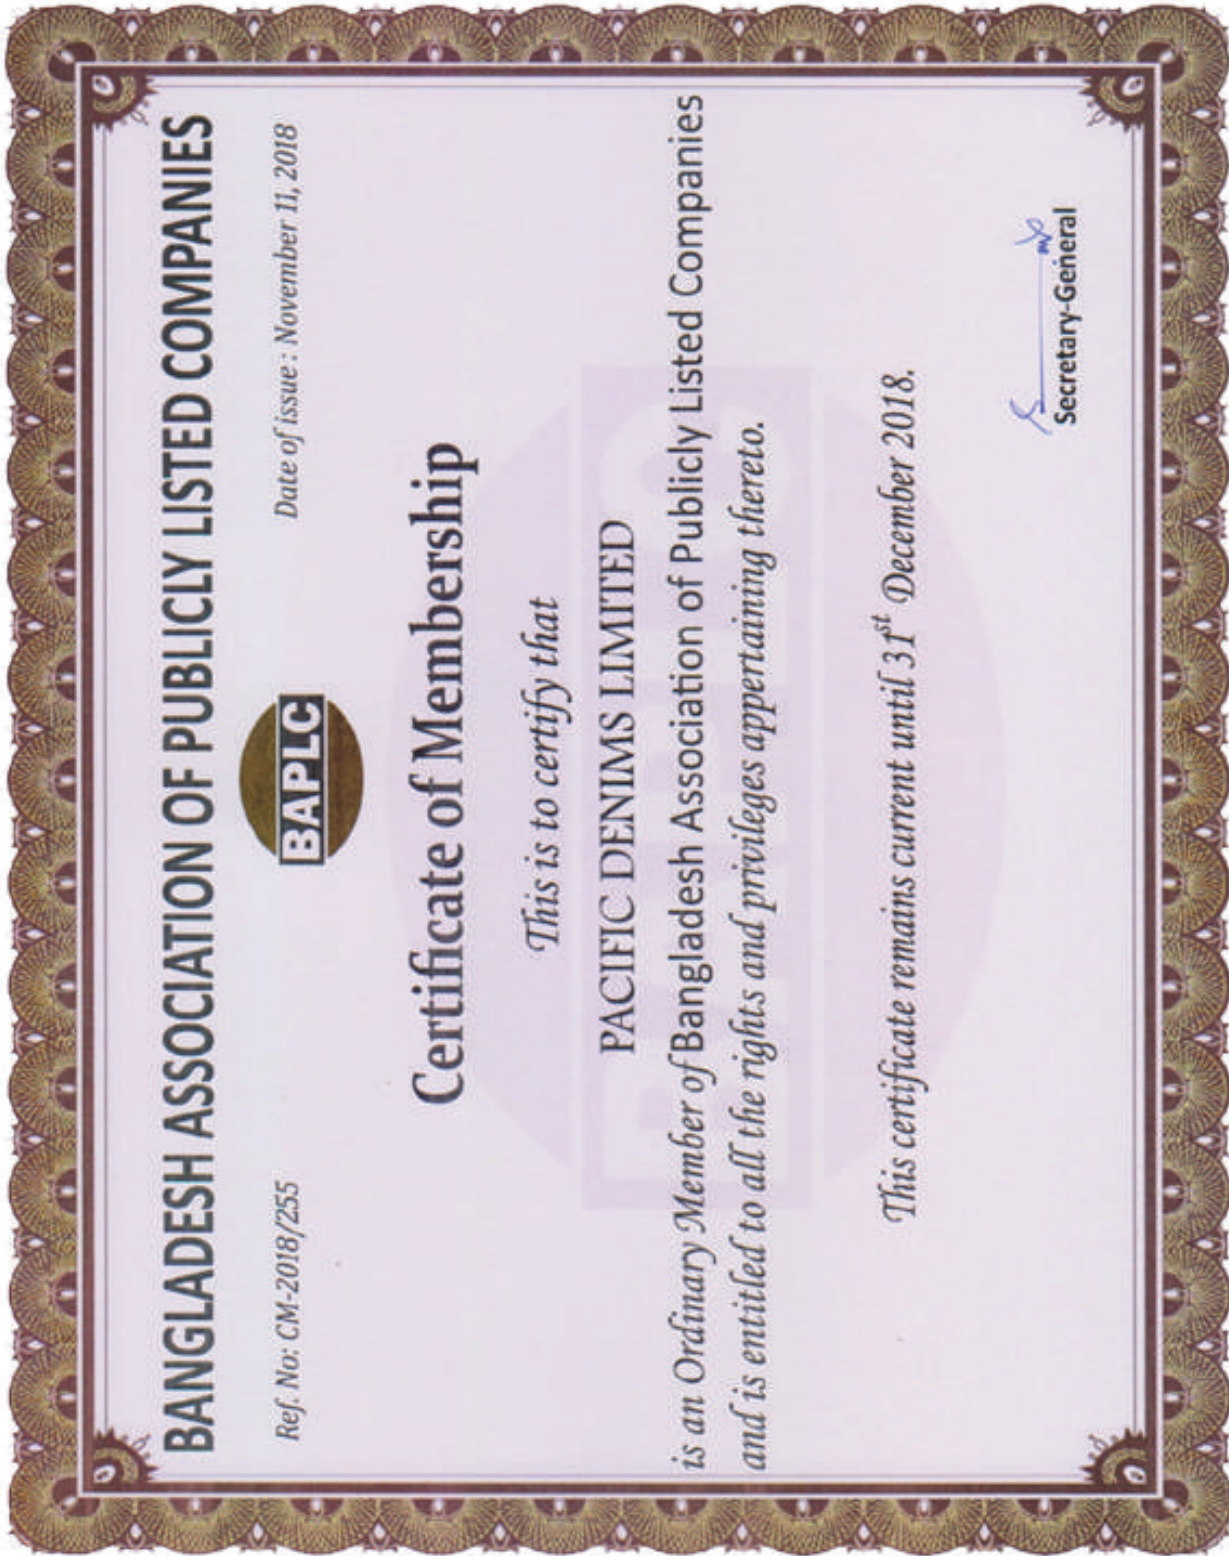 BANGLADESH ASSOCIATION OF PUBLICLY LISTED COMPANIES
Ref. No: CM-2018/255
BAPLC
Date of issue : November 11, 2018
Certificate of Membership
This is to certify that
PACIFIC DENIMS LIMITED
is an Ordinary Member of Bangladesh Association of Publicly Listed Companies
and is entitled to all the rights and privileges appertaining thereto.
This certificate remains current until 31st December 2018.
Secretary-General